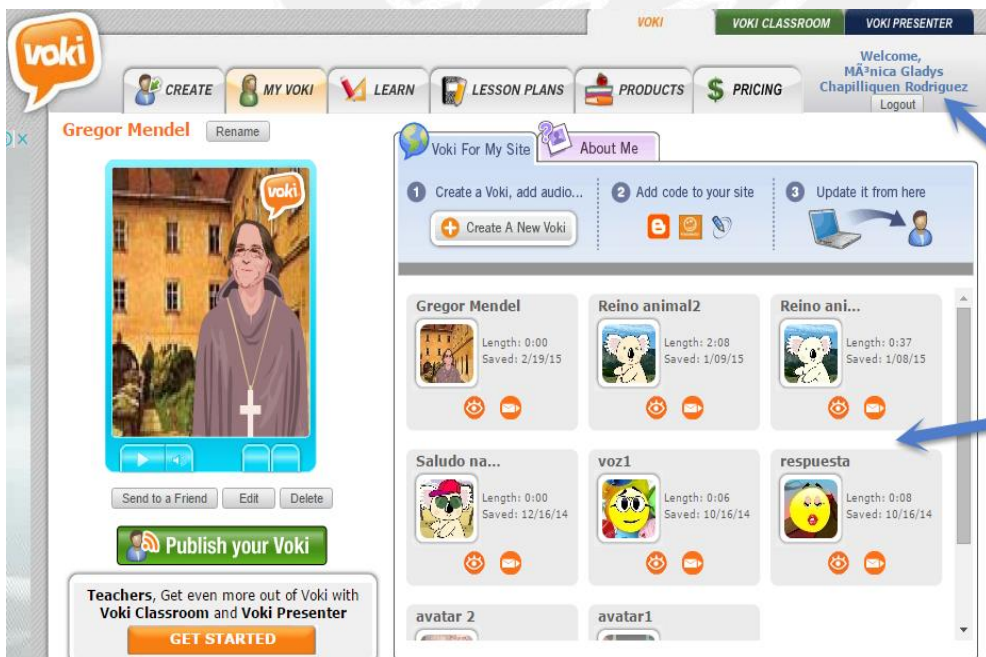 voki
VOKI
VOKI CLASSROOM
VOKI PRESENTER
CREATE
MY VOKI
LEARN
LESSON PLANS
PRODUCTS
$ PRICING
Welcome,
MÃ³nica Gladys
Chapilliquen Rodriguez
Logout
Gregor Mendel
Rename
voki
Send to a Friend
Edit
Delete
Publish your Voki
Teachers, Get even more out of Voki with
Voki Classroom and Voki Presenter
GET STARTED
Voki For My Site
About Me
1 Create a Voki, add audio...
Create A New Voki
2 Add code to your site
3 Update it from here
Gregor Mendel
Length: 0:00
Saved: 2/19/15
Reino animal2
Length: 2:08
Saved: 1/09/15
Reino ani...
Length: 0:37
Saved: 1/08/15
Saludo na...
Length: 0:00
Saved: 12/16/14
voz1
Length: 0:06
Saved: 10/16/14
respuesta
Length: 0:08
Saved: 10/16/14
avatar 2
avatar1